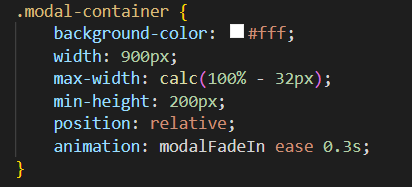 .modal-container {
    background-color: #fff;
    width: 900px;
    max-width: calc(100% - 32px);
    min-height: 200px;
    position: relative;
    animation: modalFadeIn ease 0.3s;
}